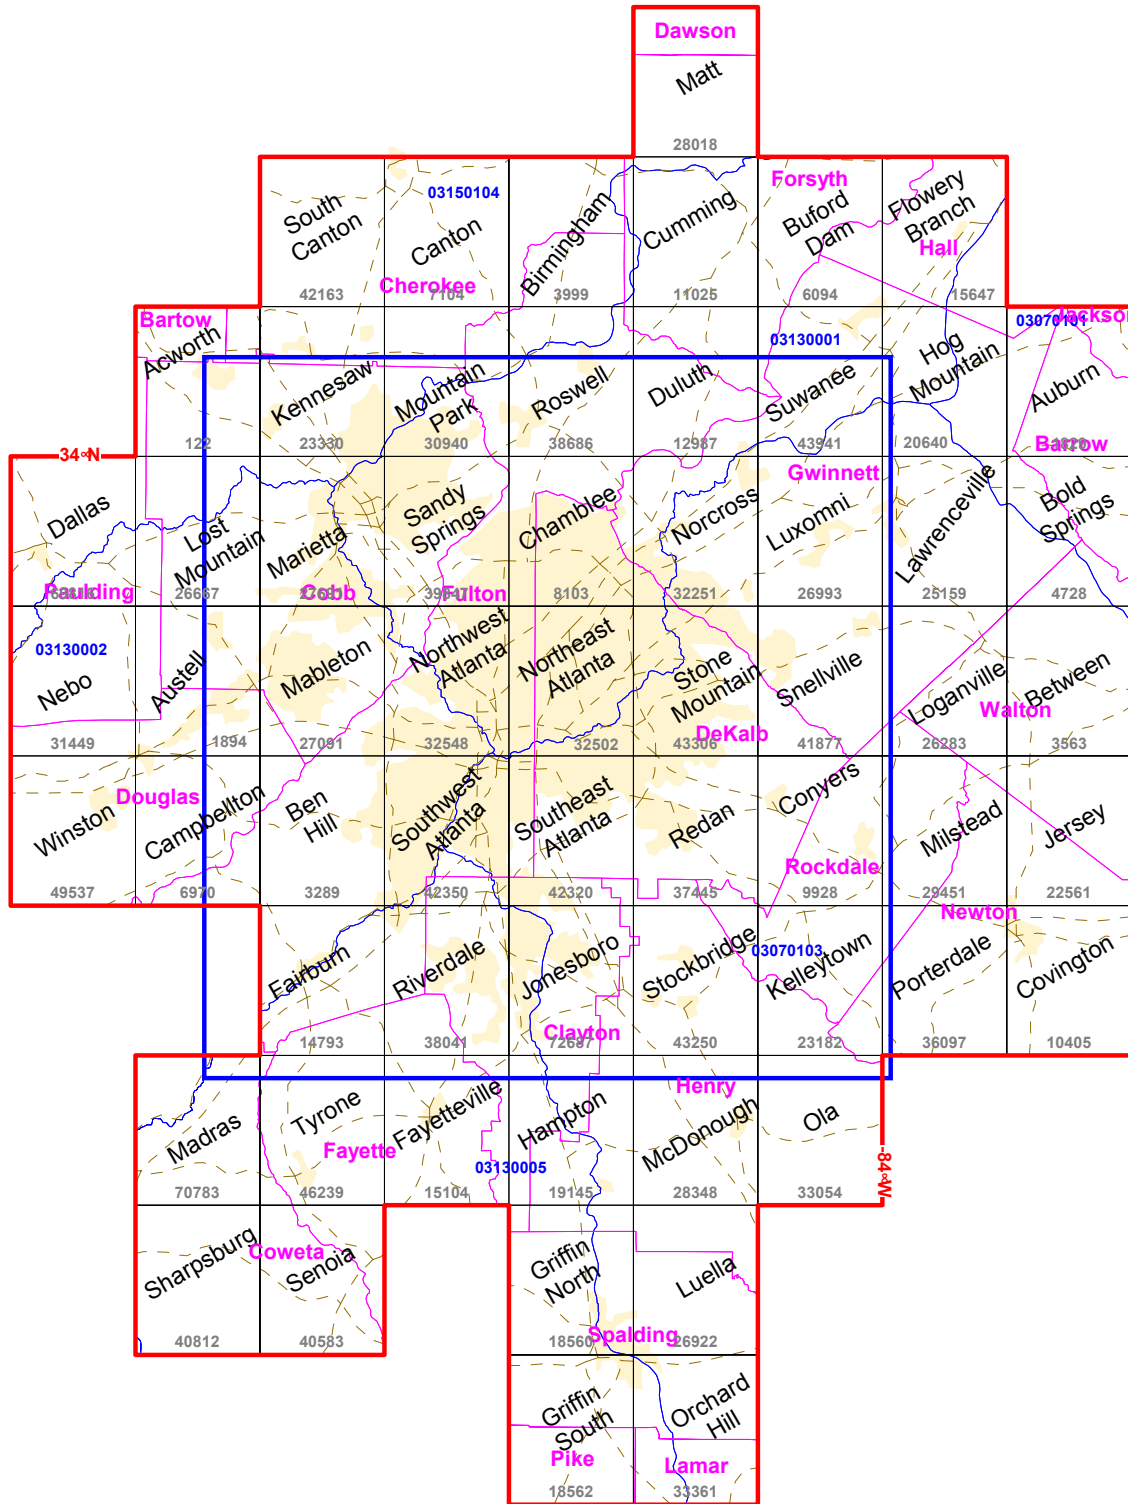 Dawson
Matt
28018
Forsyth
03150104
South
Canton
Canton
Birmingham
Cumming
Buford
Dam
Flowery
Branch
Hall
Cherokee
42163
7104
3999
11025
6094
15647
Bartow
Jackson
03070101
03130001
Acworth
Kennesaw
Mountain
Park
Roswell
Duluth
Suwanee
Hog
Mountain
Auburn
122
23330
30940
38686
12987
43941
20640
Barrow
34°N
Gwinnett
Dallas
Lost
Mountain
Marietta
Sandy
Springs
Chamblee
Norcross
Luxomni
Lawrenceville
Bold
Springs
Paulding
26667
Cobb
Fulton
8103
32251
26993
25159
4728
03130002
Nebo
Austell
Mableton
Northwest
Atlanta
Northeast
Atlanta
Stone
Mountain
Snellville
Loganville
Between
Walton
DeKalb
31449
1894
27091
32548
32502
43306
41877
26283
3563
Douglas
Winston
Campbellton
Ben
Hill
Southwest
Atlanta
Southeast
Atlanta
Redan
Conyers
Milstead
Jersey
Rockdale
49537
6970
3289
42350
42320
37445
9928
29451
22561
Newton
Fairburn
Riverdale
Jonesboro
Stockbridge
03070103
Kelleytown
Porterdale
Covington
Clayton
14793
38041
72687
43250
23182
36097
10405
Henry
Madras
Tyrone
Fayetteville
Hampton
McDonough
Ola
Fayette
03130005
-84°W
70783
46239
15104
19145
28348
33054
Sharpsburg
Coweta
Senoia
Griffin
North
Luella
40812
40583
18560
Spalding
26922
Griffin
South
Orchard
Hill
Pike
Lamar
18562
33361